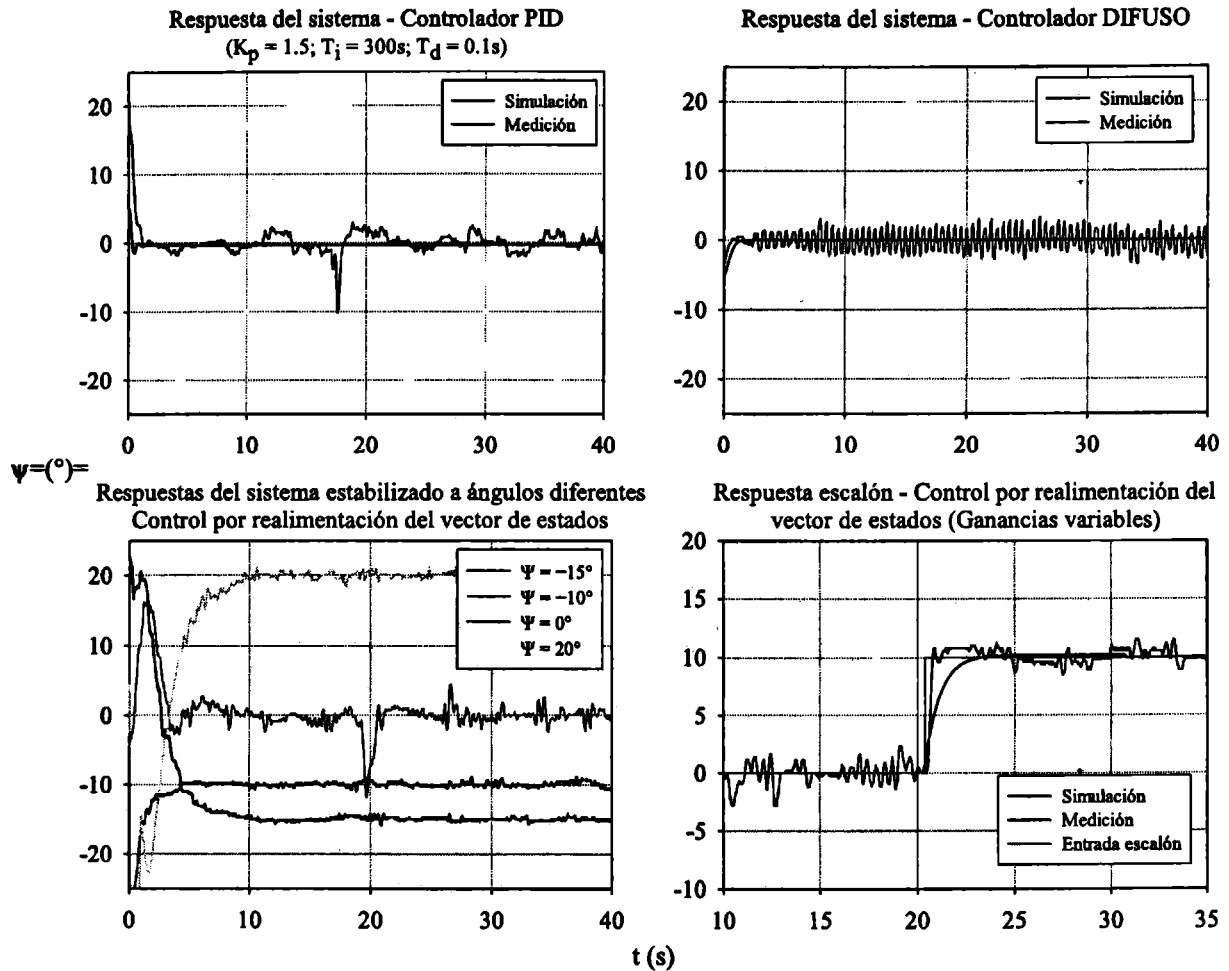 Respuesta del sistema - Controlador PID
(Kp = 1.5; Ti = 300s; Td = 0.1s)
20
10
0
-10
-20
0
10
20
30
40
Simulación
Medición
Respuesta del sistema - Controlador DIFUSO
20
10
0
-10
-20
0
10
20
30
40
Simulación
Medición
ψ=(°)=
Respuestas del sistema estabilizado a ángulos diferentes
Control por realimentación del vector de estados
20
10
0
-10
-20
0
10
20
30
40
Ψ = −15°
Ψ = −10°
Ψ = 0°
Ψ = 20°
Respuesta escalón - Control por realimentación del
vector de estados (Ganancias variables)
20
15
10
5
0
-5
-10
10
15
20
25
30
35
Simulación
Medición
Entrada escalón
t (s)